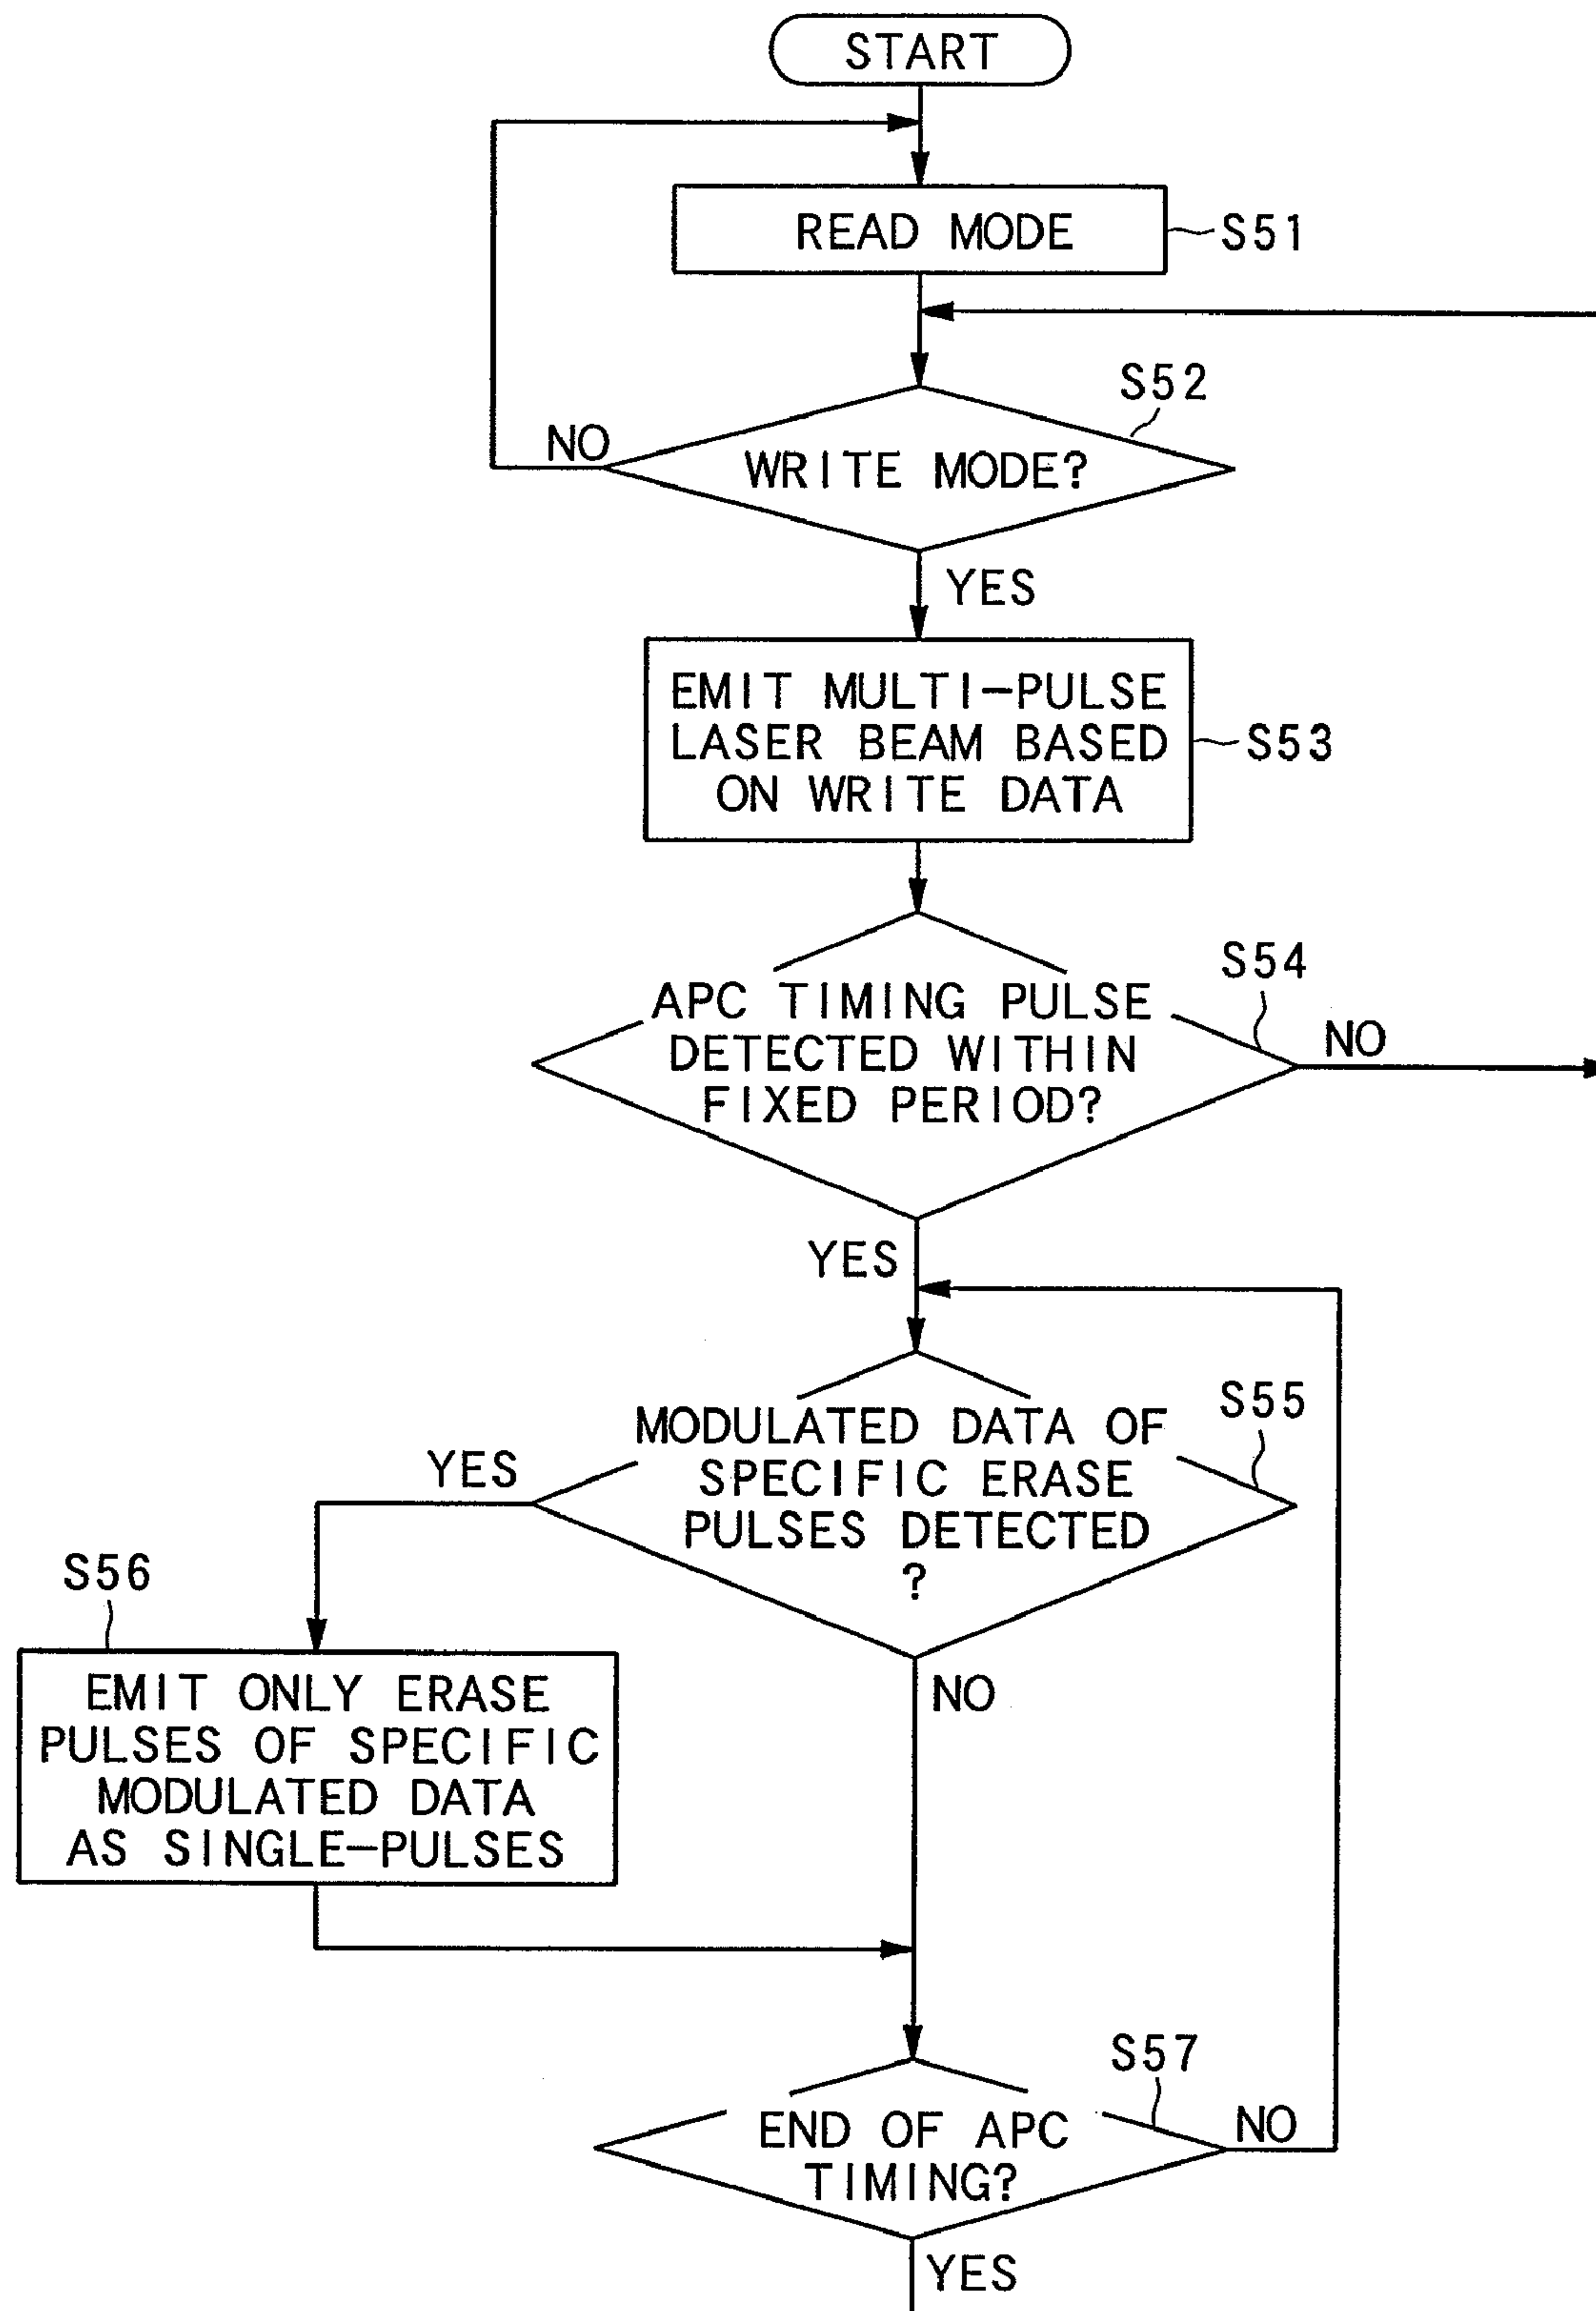 START
READ MODE
S51
S52
NO
WRITE MODE?
YES
EMIT MULTI-PULSE
LASER BEAM BASED
ON WRITE DATA
S53
S54
APC TIMING PULSE
DETECTED WITHIN
FIXED PERIOD?
NO
YES
S55
MODULATED DATA OF
SPECIFIC ERASE
PULSES DETECTED
?
YES
NO
S56
EMIT ONLY ERASE
PULSES OF SPECIFIC
MODULATED DATA
AS SINGLE-PULSES
S57
END OF APC
TIMING?
NO
YES